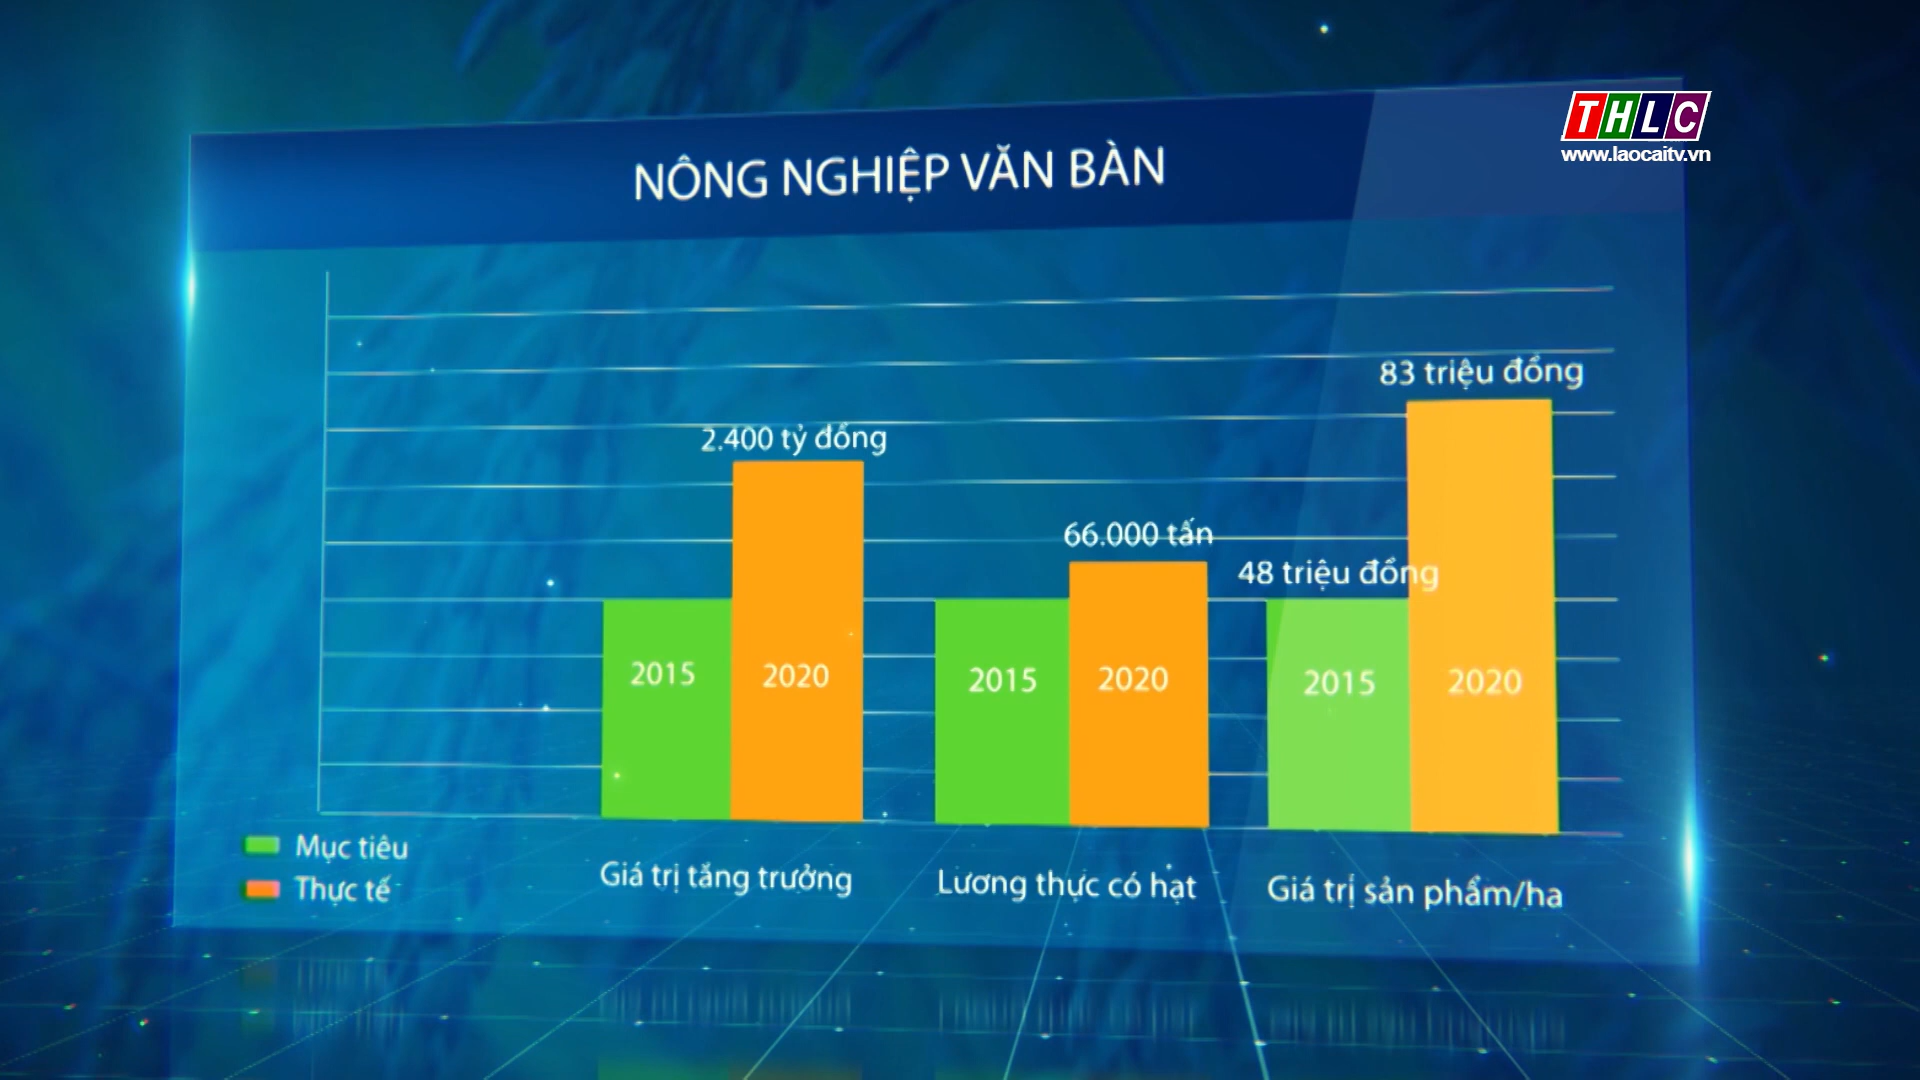 THLC
www.laocaitv.vn
NÔNG NGHIỆP VĂN BÀN
83 triệu đồng
2.400 tỷ đồng
66.000 tấn
48 triệu đồng
2015
2020
2015
2020
2015
2020
Mục tiêu
Thực tế
Giá trị tăng trưởng
Lương thực có hạt
Giá trị sản phẩm/ha